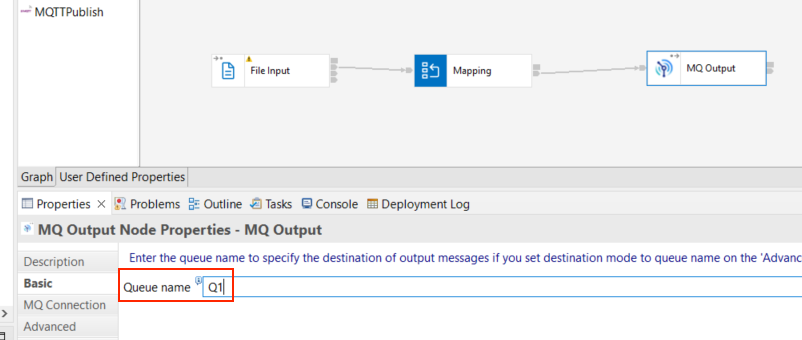 MQTTPublish
File Input
Mapping
MQ Output
Graph
User Defined Properties
Properties
Problems
Outline
Tasks
Console
Deployment Log
MQ Output Node Properties - MQ Output
Description
Enter the queue name to specify the destination of output messages if you set destination mode to queue name on the 'Advanc
Basic
Queue name
Q1
MQ Connection
Advanced